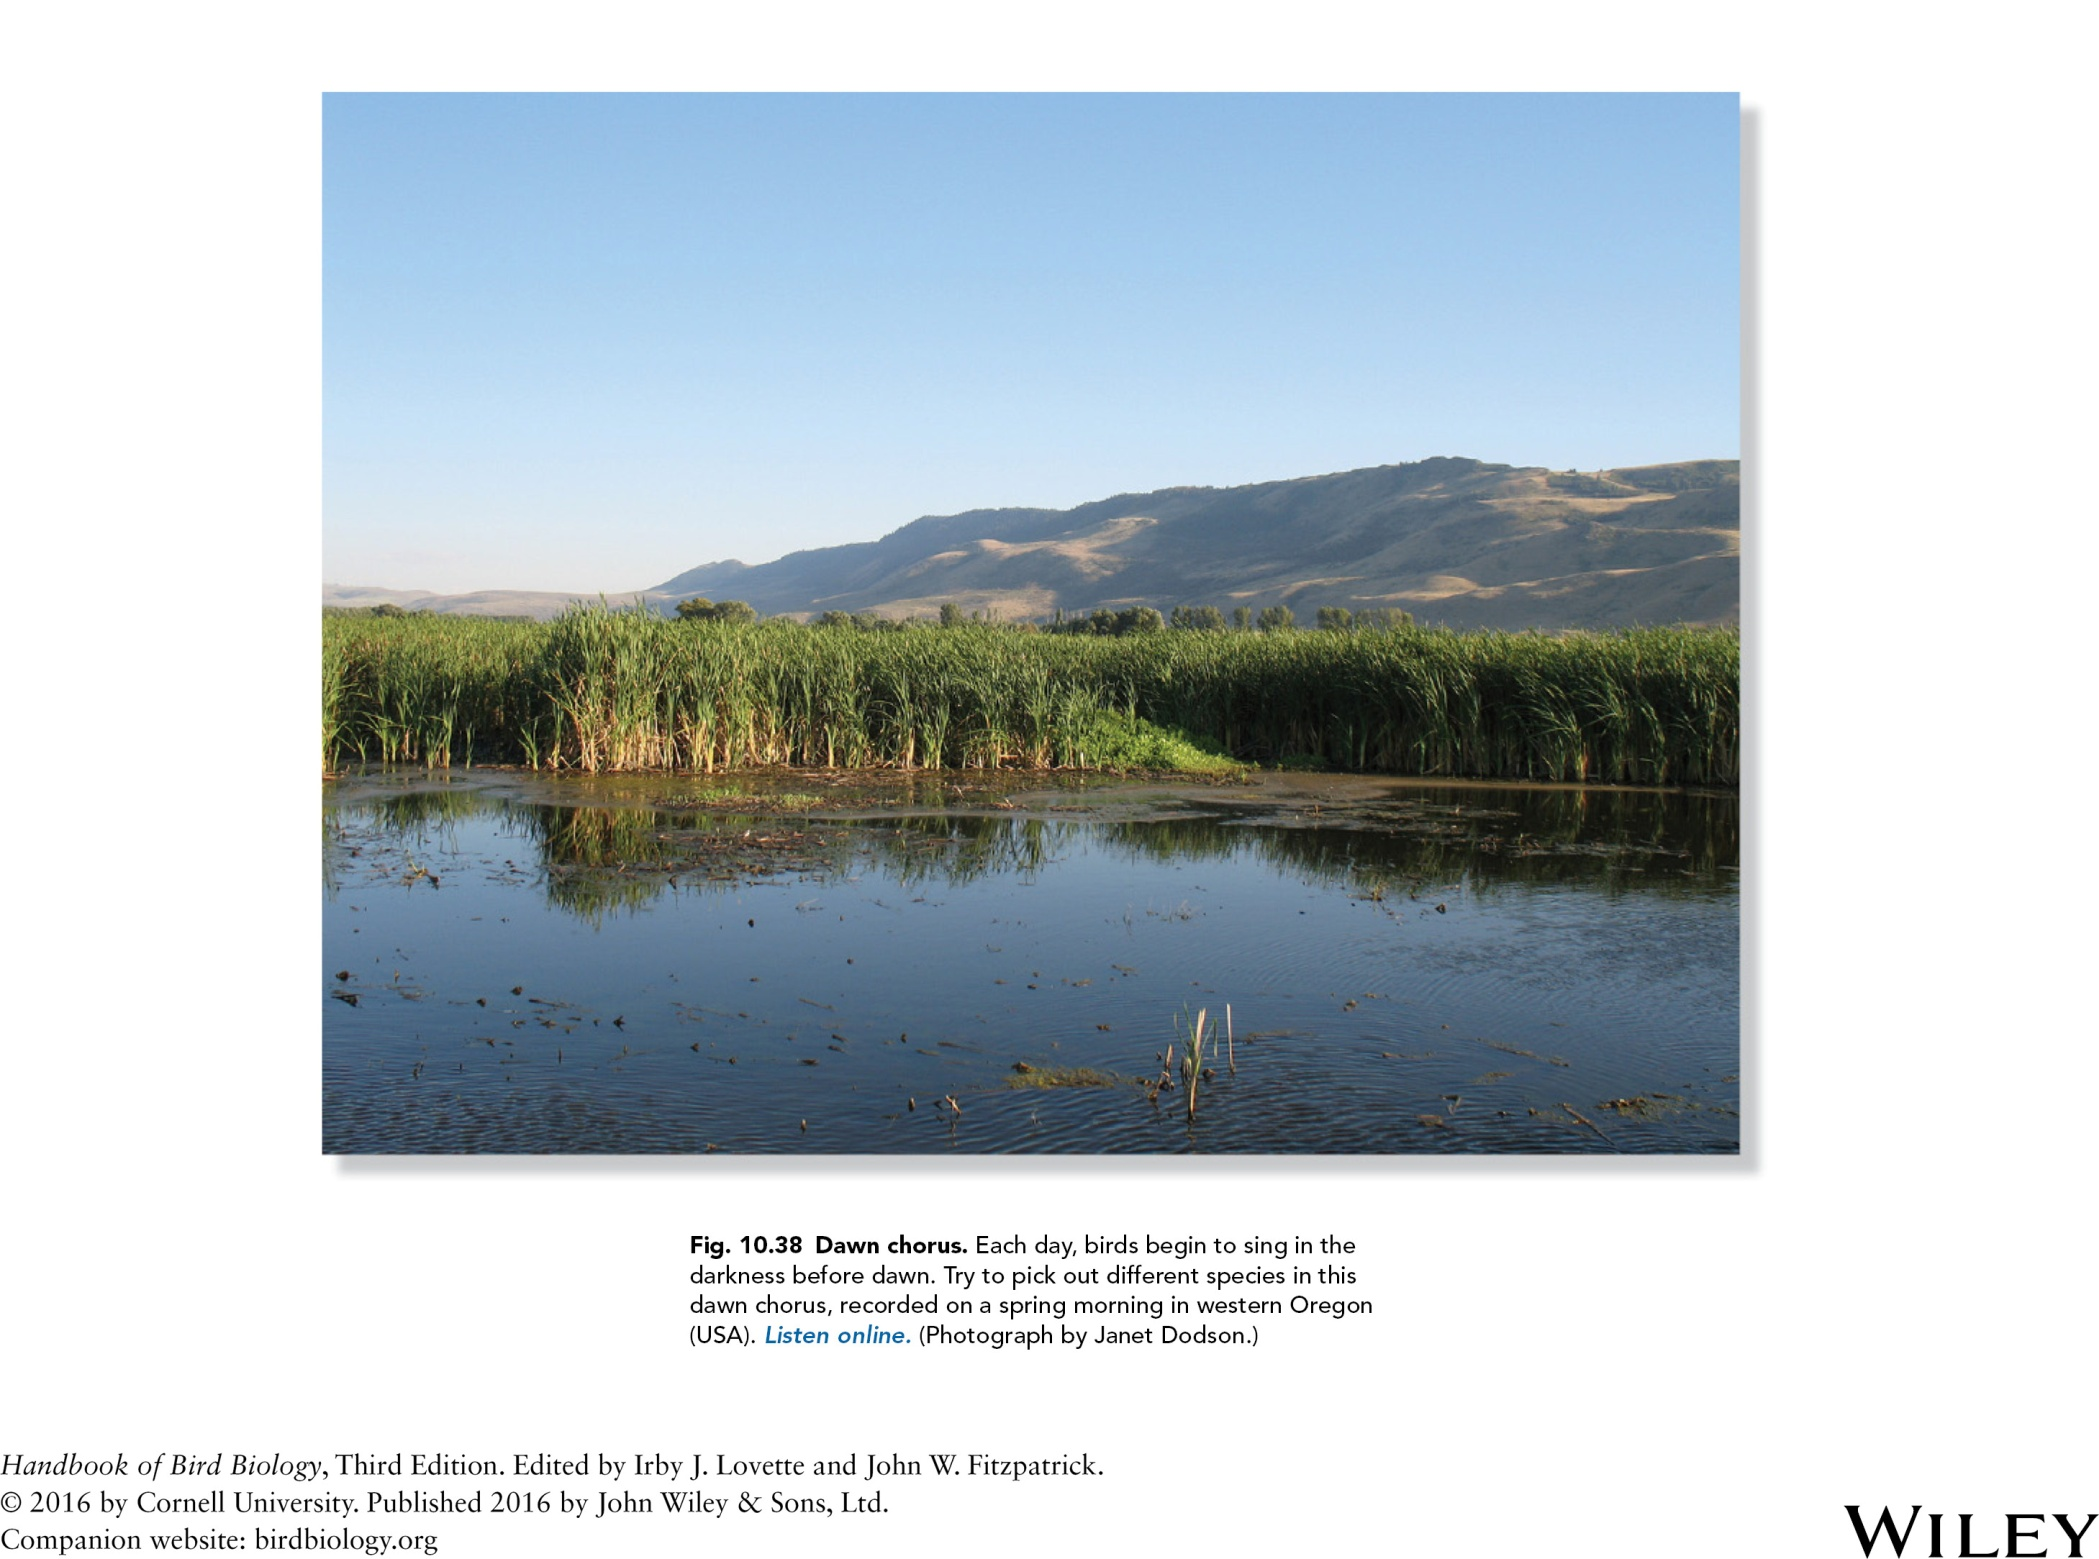 Fig. 10.38 Dawn chorus. Each day, birds begin to sing in the
darkness before dawn. Try to pick out different species in this
dawn chorus, recorded on a spring morning in western Oregon
(USA). Listen online. (Photograph by Janet Dodson.)
Handbook of Bird Biology, Third Edition. Edited by Irby J. Lovette and John W. Fitzpatrick.
© 2016 by Cornell University. Published 2016 by John Wiley & Sons, Ltd.
Companion website: birdbiology.org
WILEY